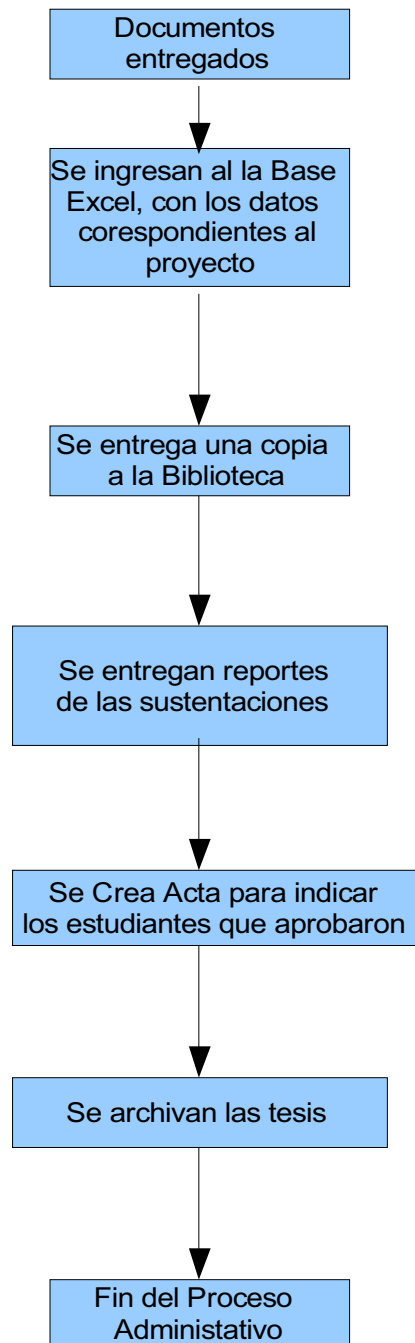 Documentos
entregados
Se ingresan al la Base
Excel, con los datos
corespondientes al
proyecto
Se entrega una copia
a la Biblioteca
Se entregan reportes
de las sustentaciones
Se Crea Acta para indicar
los estudiantes que aprobaron
Se archivan las tesis
Fin del Proceso
Administativo